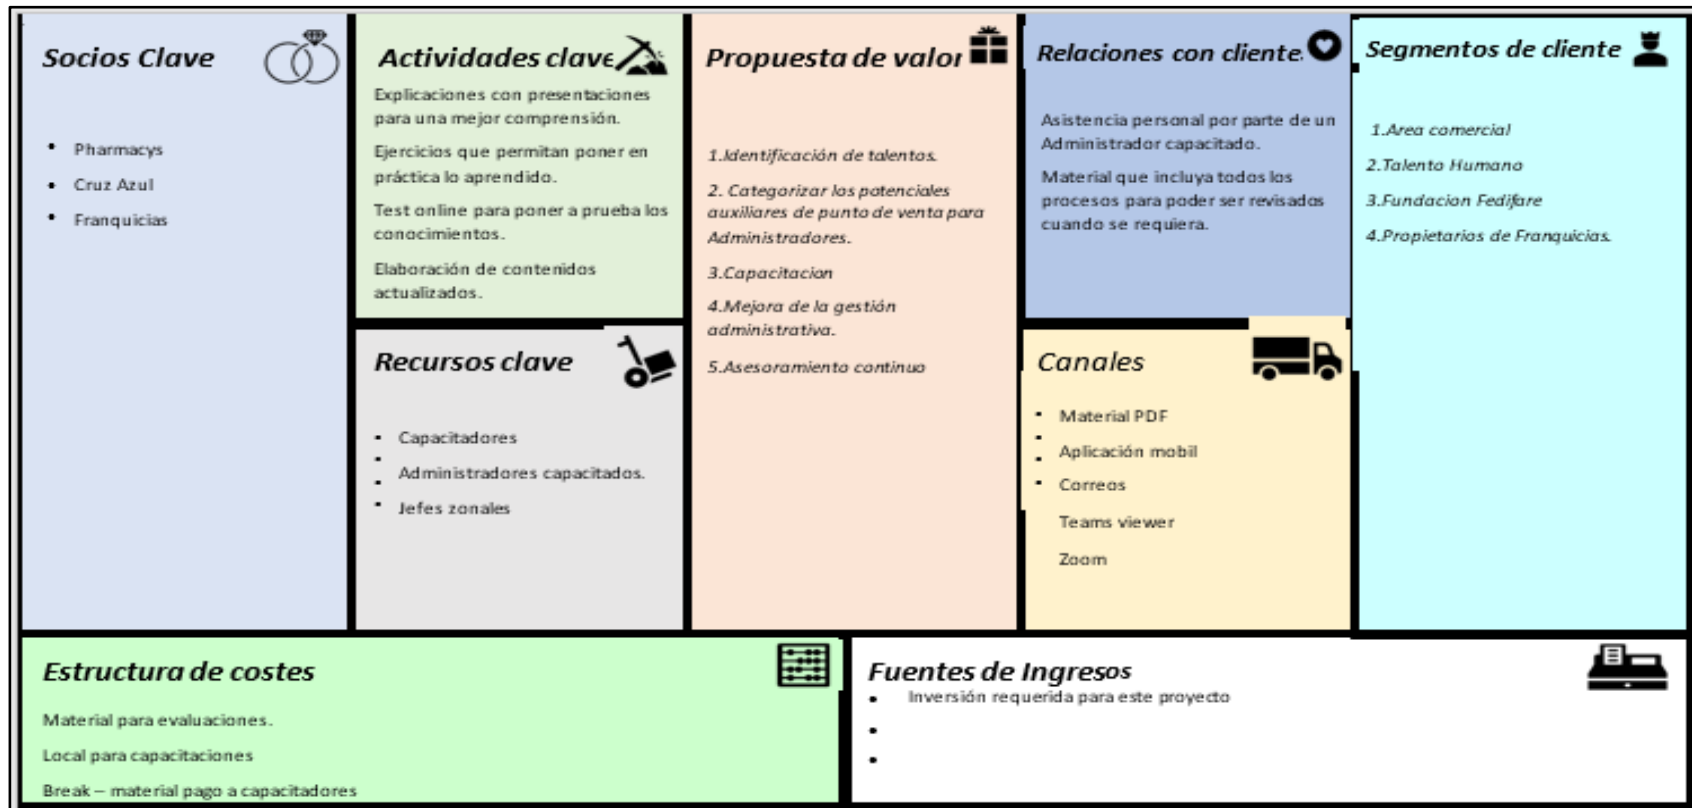 Socios Clave
• Pharmacys
• Cruz Azul
• Franquicias
Actividades clave
Explicaciones con presentaciones
para una mejor comprensión.
Ejercicios que permitan poner en
práctica lo aprendido.
Test online para poner a prueba los
conocimientos.
Elaboración de contenidos
actualizados.
Recursos clave
• Capacitadores
• Administradores capacitados.
• Jefes zonales
Propuesta de valor
1.Identificación de talentos.
2. Categorizar los potenciales
auxiliares de punto de venta para
Administradores.
3.Capacitacion
4.Mejora de la gestión
administrativa.
5.Asesoramiento continuo
Relaciones con cliente
Asistencia personal por parte de un
Administrador capacitado.
Material que incluya todos los
procesos para poder ser revisados
cuando se requiera.
Canales
• Material PDF
• Aplicación mobil
• Correos
Teams viewer
Zoom
Segmentos de cliente
1.Area comercial
2.Talento Humano
3.Fundacion Fedifare
4.Propietarios de Franquicias.
Estructura de costes
Material para evaluaciones.
Local para capacitaciones
Break – material pago a capacitadores
Fuentes de Ingresos
• Inversión requerida para este proyecto